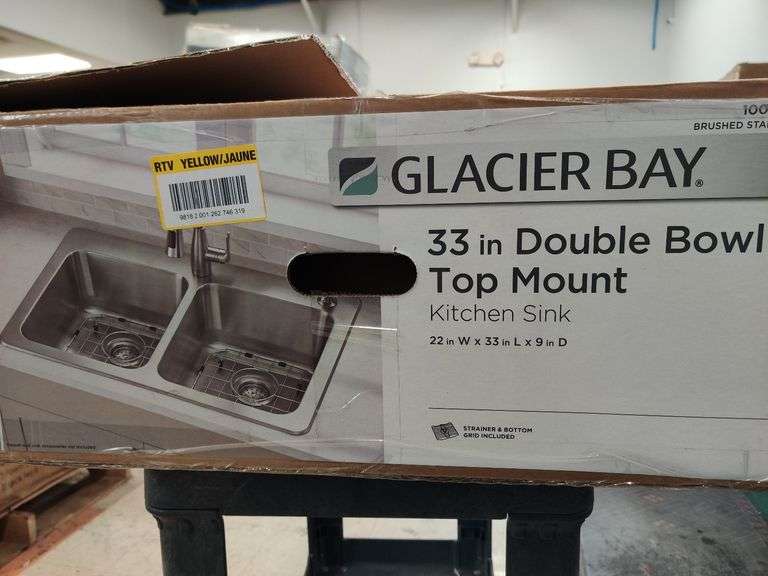 100
BRUSHED STA
RTV YELLOW/JAUNE
9818 2 001 262 746 319
GLACIER BAY®
33 in Double Bowl
Top Mount
Kitchen Sink
22 in W x 33 in L x 9 in D
STRAINER & BOTTOM
GRID INCLUDED